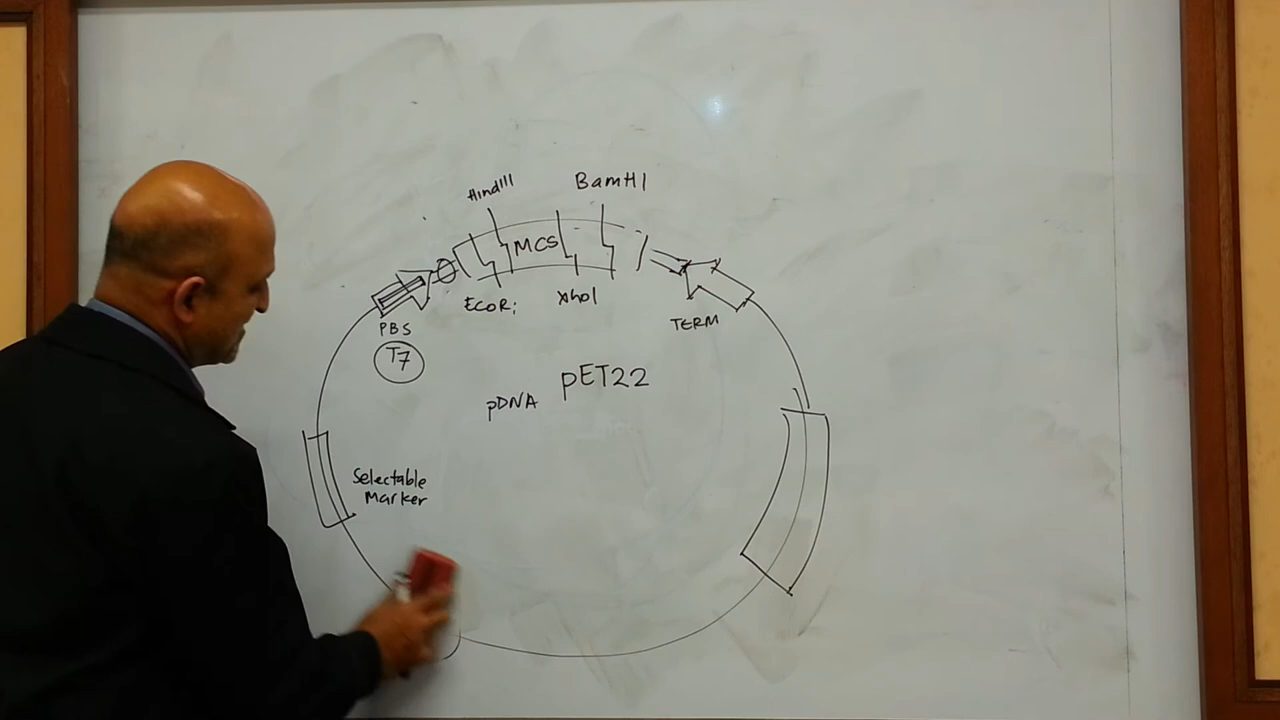 HindIII
BamHI
MCS
EcoRi
XhoI
PBS
T7
TERM
pET22
pDNA
Selectable
Marker